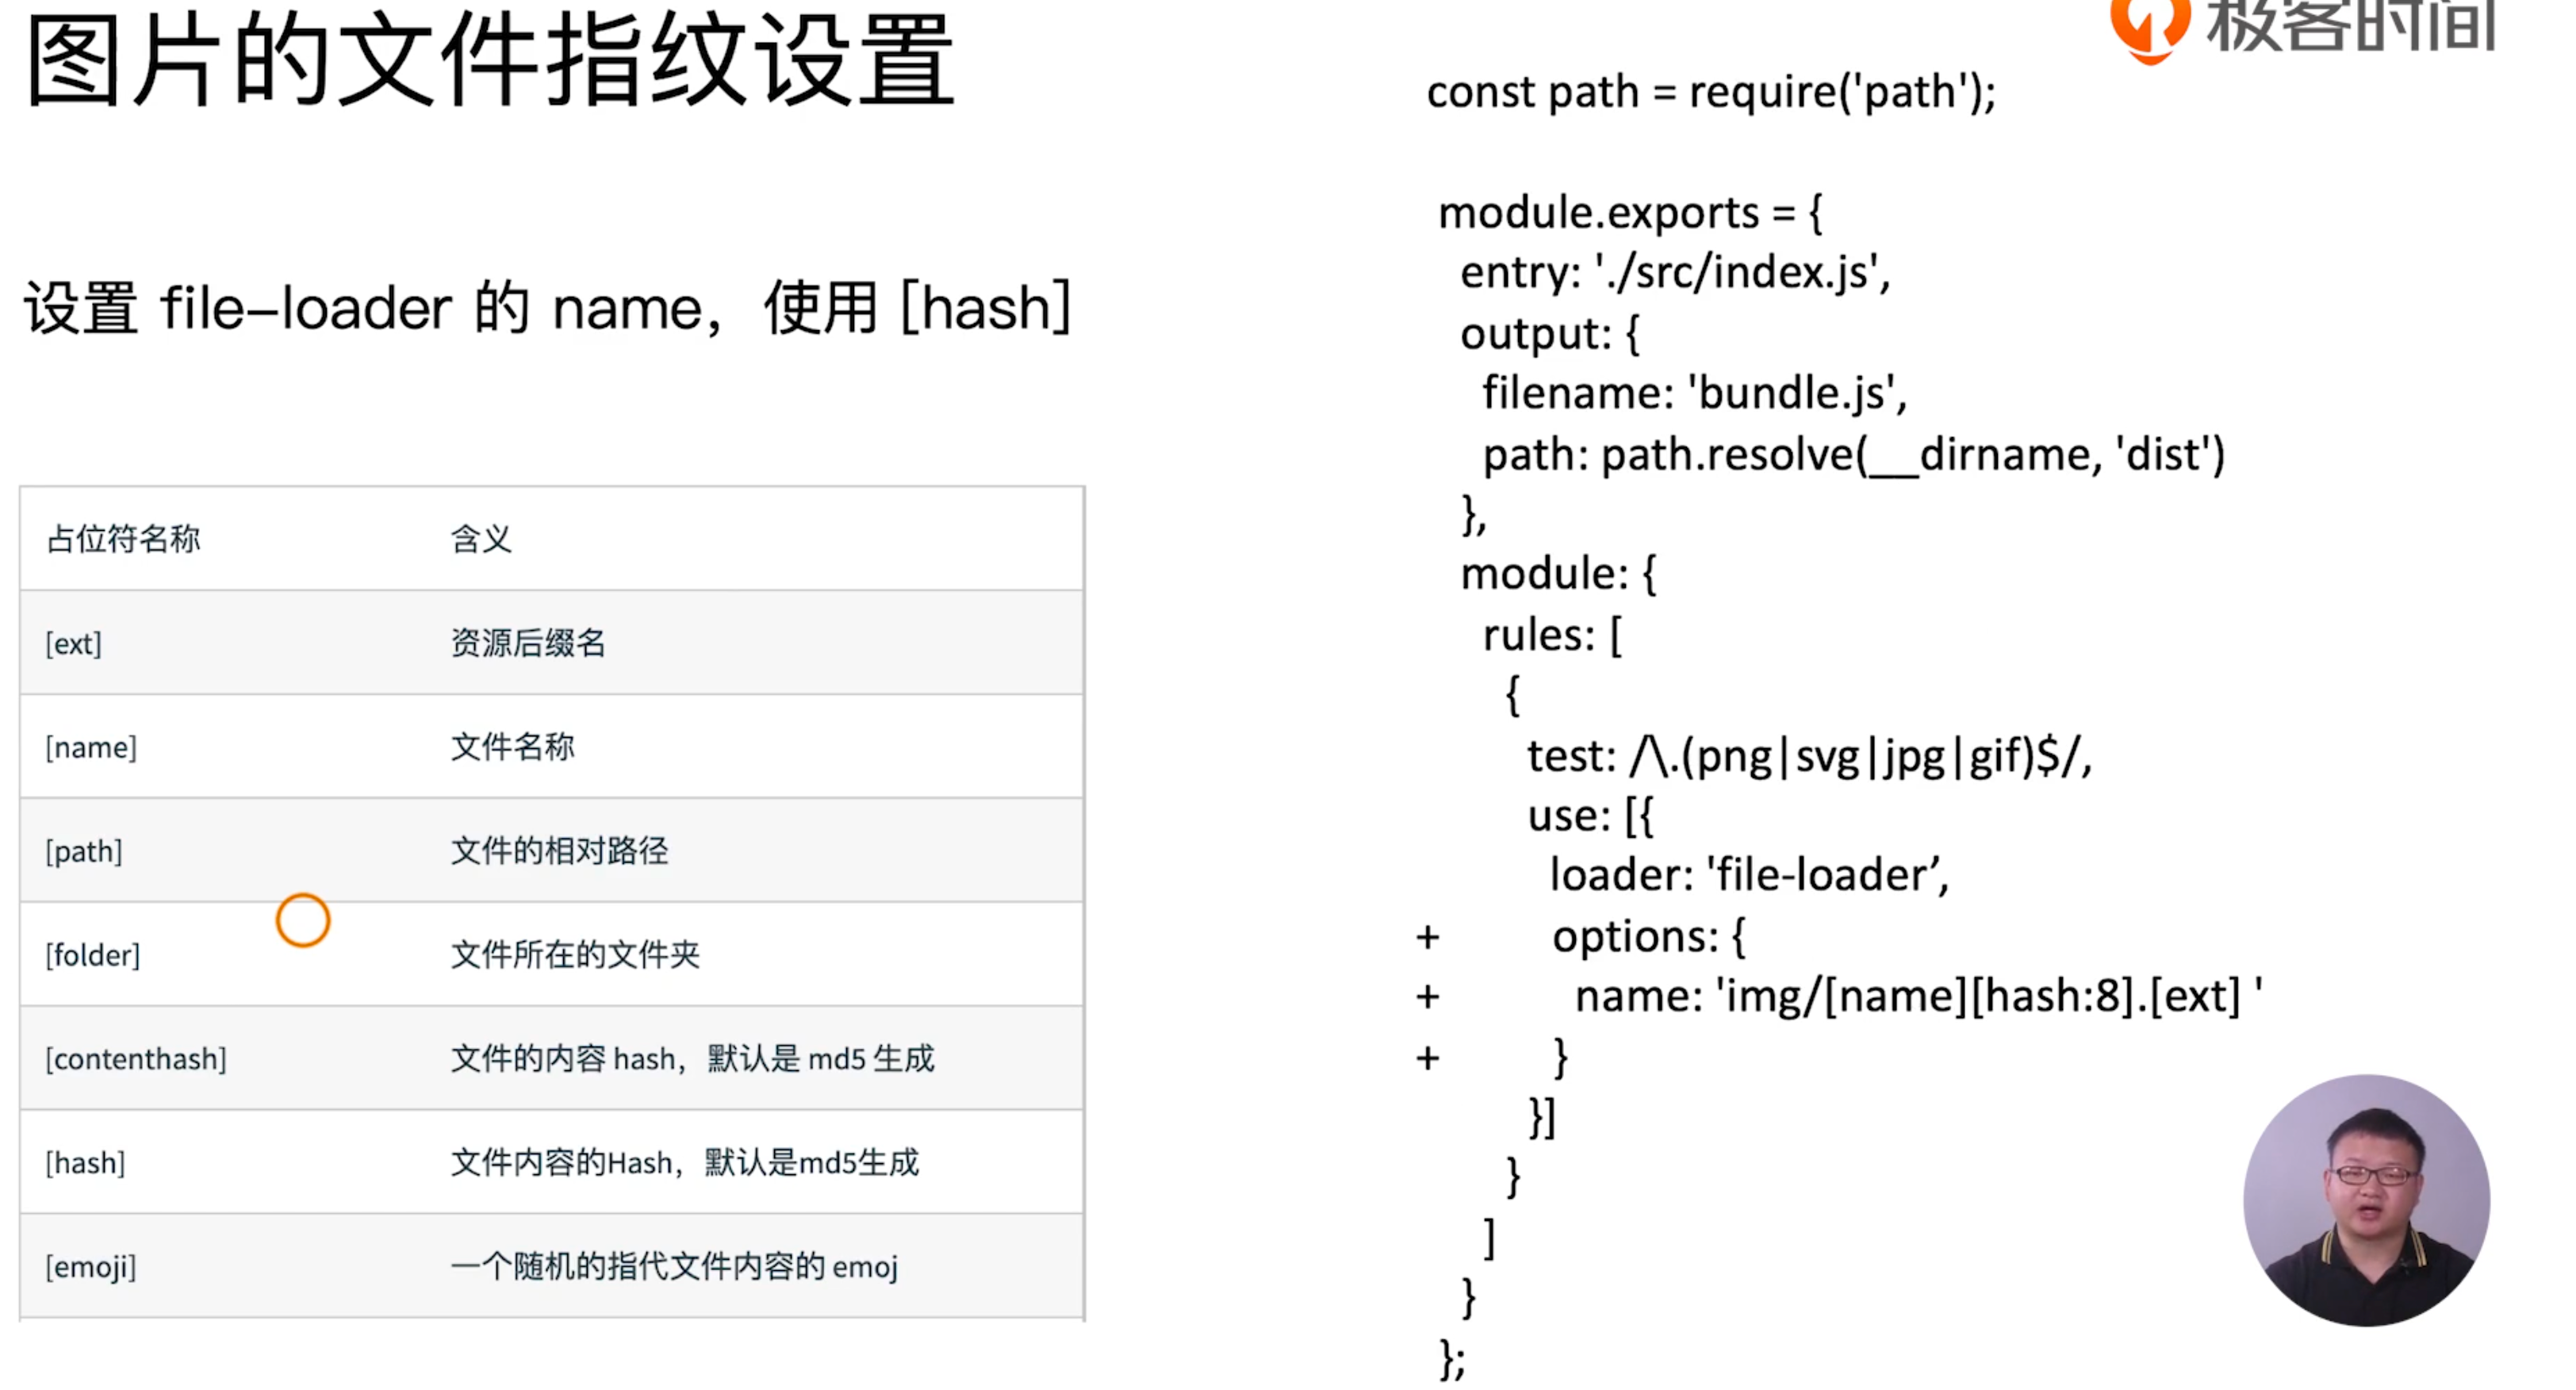 图片的文件指纹设置
极客时间
设置 file-loader 的 name，使用 [hash]
占位符名称 含义
[ext] 资源后缀名
[name] 文件名称
[path] 文件的相对路径
[folder] 文件所在的文件夹
[contenthash] 文件的内容 hash，默认是 md5 生成
[hash] 文件内容的Hash，默认是md5生成
[emoji] 一个随机的指代文件内容的 emoj
const path = require('path');
module.exports = {
entry: './src/index.js',
output: {
filename: 'bundle.js',
path: path.resolve(__dirname, 'dist')
},
module: {
rules: [
{
test: /\.(png|svg|jpg|gif)$/,
use: [{
loader: 'file-loader’,
+ options: {
+ name: 'img/[name][hash:8].[ext] '
+ }
}]
}
]
}
};